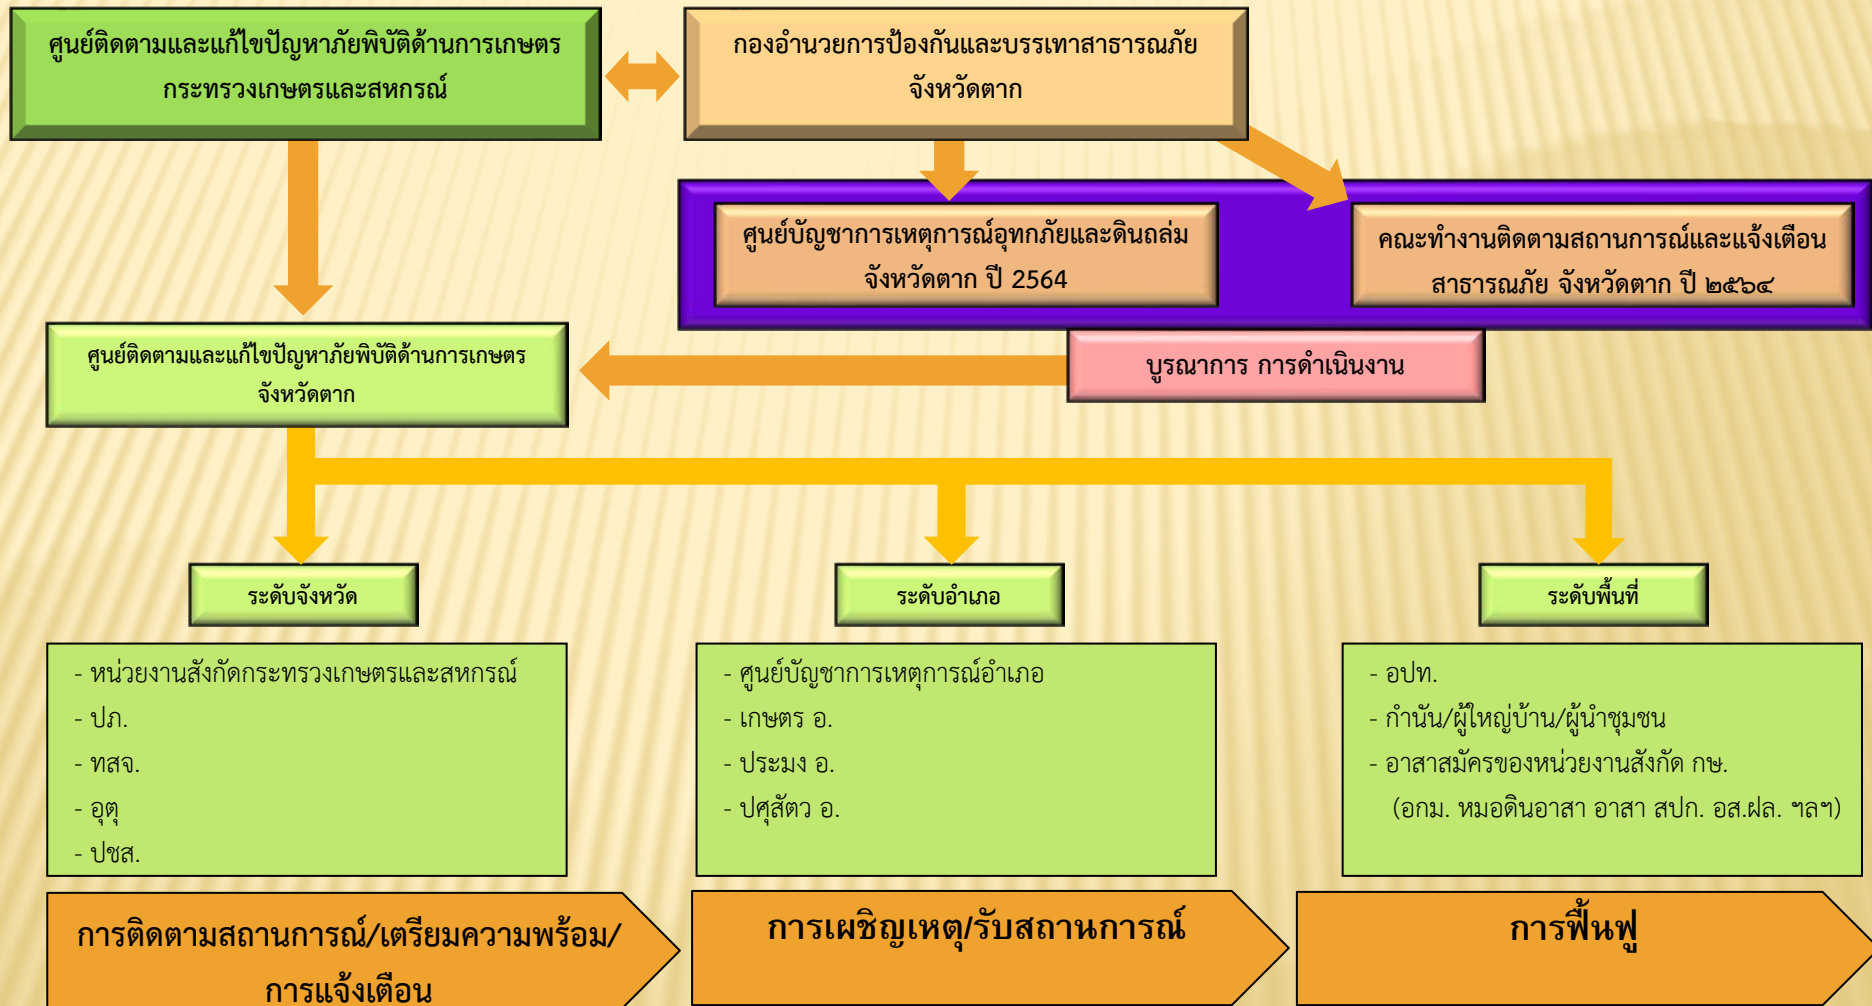 ศูนย์ติดตามและแก้ไขปัญหาภัยพิบัติด้านการเกษตร
กระทรวงเกษตรและสหกรณ์
กองอำนวยการป้องกันและบรรเทาสาธารณภัย
จังหวัดตาก
ศูนย์บัญชาการเหตุการณ์อุทกภัยและดินถล่ม
จังหวัดตาก ปี 2564
คณะทำงานติดตามสถานการณ์และแจ้งเตือน
สาธารณภัย จังหวัดตาก ปี ๒๕๖๔
ศูนย์ติดตามและแก้ไขปัญหาภัยพิบัติด้านการเกษตร
จังหวัดตาก
บูรณาการ การดำเนินงาน
ระดับจังหวัด
- หน่วยงานสังกัดกระทรวงเกษตรและสหกรณ์
- ปภ.
- ทสจ.
- อุตุ
- ปชส.
ระดับอำเภอ
- ศูนย์บัญชาการเหตุการณ์อำเภอ
- เกษตร อ.
- ประมง อ.
- ปศุสัตว อ.
ระดับพื้นที่
- อปท.
- กำนัน/ผู้ใหญ่บ้าน/ผู้นำชุมชน
- อาสาสมัครของหน่วยงานสังกัด กษ.
(อกม. หมอดินอาสา อาสา สปก. อส.ฝล. ฯลฯ)
การติดตามสถานการณ์/เตรียมความพร้อม/
การแจ้งเตือน
การเผชิญเหตุ/รับสถานการณ์
การฟื้นฟู